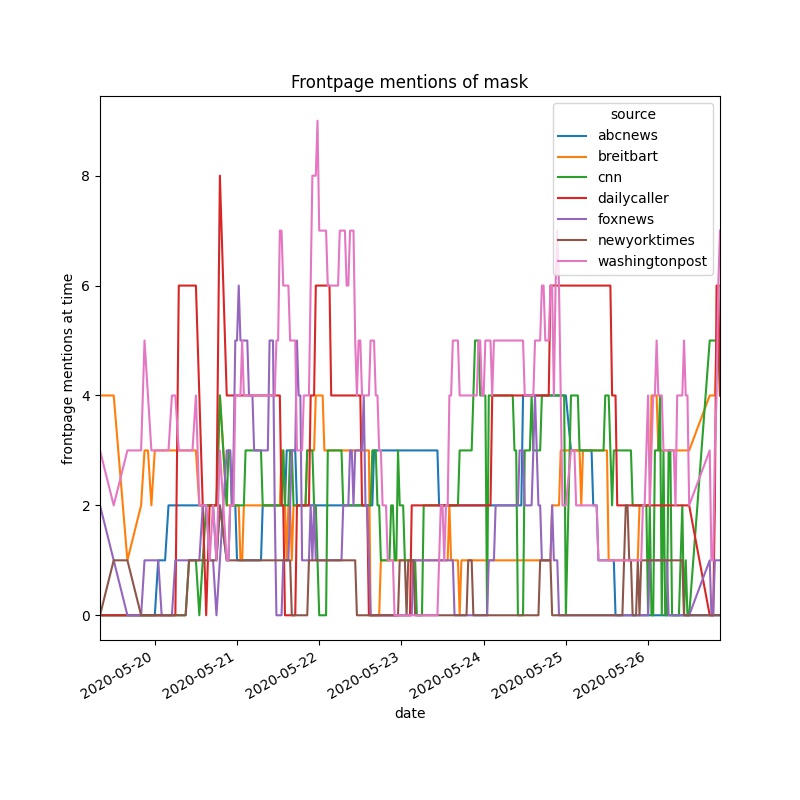 Frontpage mentions of mask
source
abcnews
breitbart
cnn
dailycaller
foxnews
newyorktimes
washingtonpost
frontpage mentions at time
8
6
4
2
0
2020-05-20
2020-05-21
2020-05-22
2020-05-23
2020-05-24
2020-05-25
2020-05-26
date